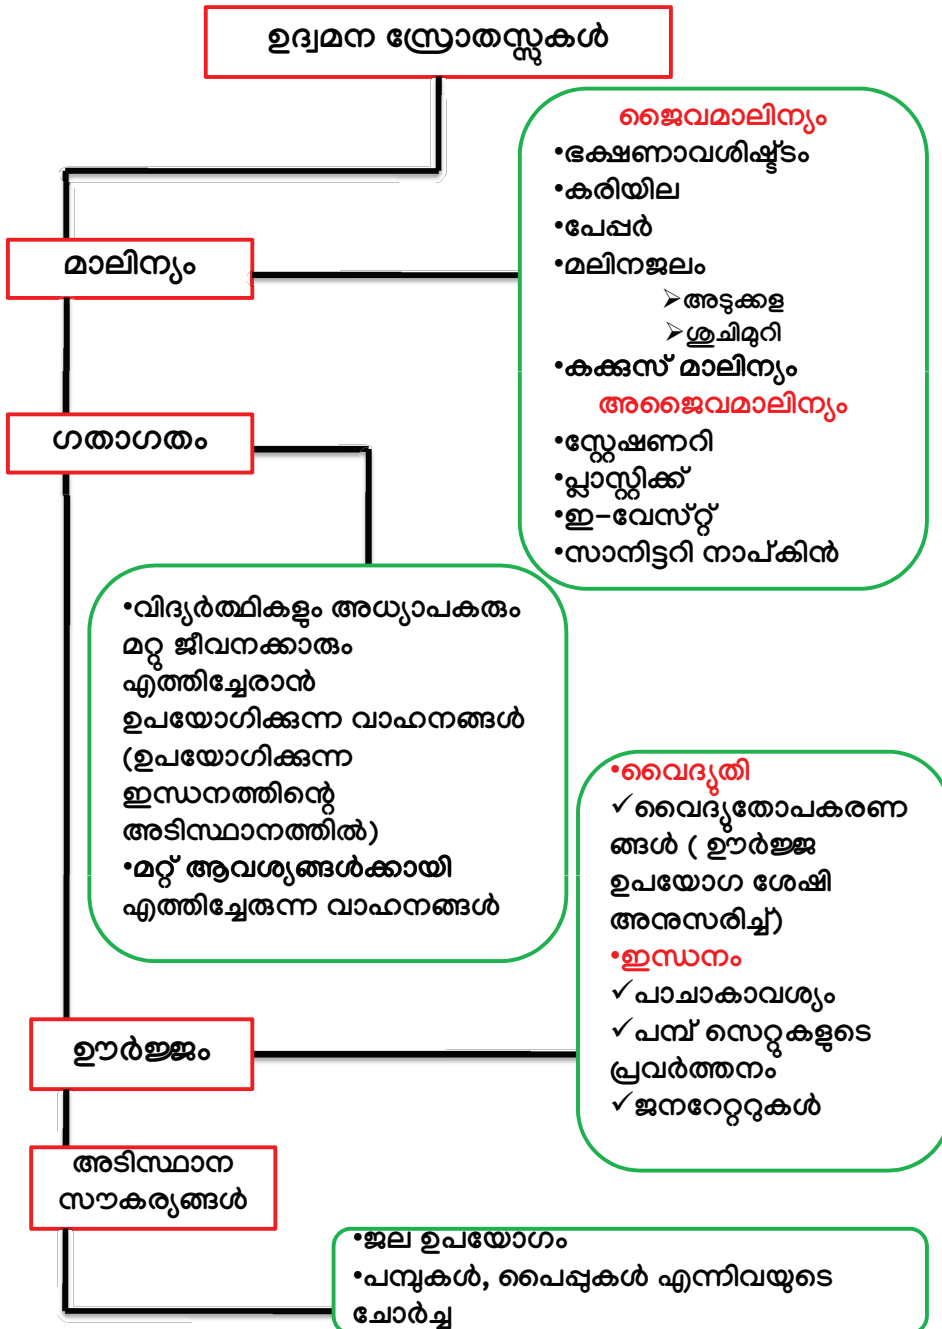 ഉദ്വമന സ്രോതസ്സുകൾ
ജൈവമാലിന്യം
•ഭക്ഷണാവശിഷ്ട്ടം
•കരിയില
•പേപ്പർ
•മലിനജലം
➢അടുക്കള
➢ശുചിമുറി
•കക്കുസ് മാലിന്യം
അജൈവമാലിന്യം
•സ്റ്റേഷണറി
•പ്ലാസ്റ്റിക്ക്
•ഇ-വേസ്റ്റ്
•സാനിട്ടറി നാപ്കിൻ
മാലിന്യം
ഗതാഗതം
•വിദ്യർത്ഥികളും അധ്യാപകരും
മറ്റു ജീവനക്കാരും
എത്തിച്ചേരാൻ
ഉപയോഗിക്കുന്ന വാഹനങ്ങൾ
(ഉപയോഗിക്കുന്ന
ഇന്ധനത്തിന്റെ
അടിസ്ഥാനത്തിൽ)
•മറ്റ് ആവശ്യങ്ങൾക്കായി
എത്തിച്ചേരുന്ന വാഹനങ്ങൾ
ഊർജ്ജം
•വൈദ്യുതി
✓വൈദ്യുതോപകരണ
ങ്ങൾ ( ഊർജ്ജ
ഉപയോഗ ശേഷി
അനുസരിച്ച്)
•ഇന്ധനം
✓പാചാകാവശ്യം
✓പമ്പ് സെറ്റുകളുടെ
പ്രവർത്തനം
✓ജനറേറ്ററുകൾ
അടിസ്ഥാന
സൗകര്യങ്ങൾ
•ജല ഉപയോഗം
•പമ്പുകൾ, പൈപ്പുകൾ എന്നിവയുടെ
ചോർച്ച